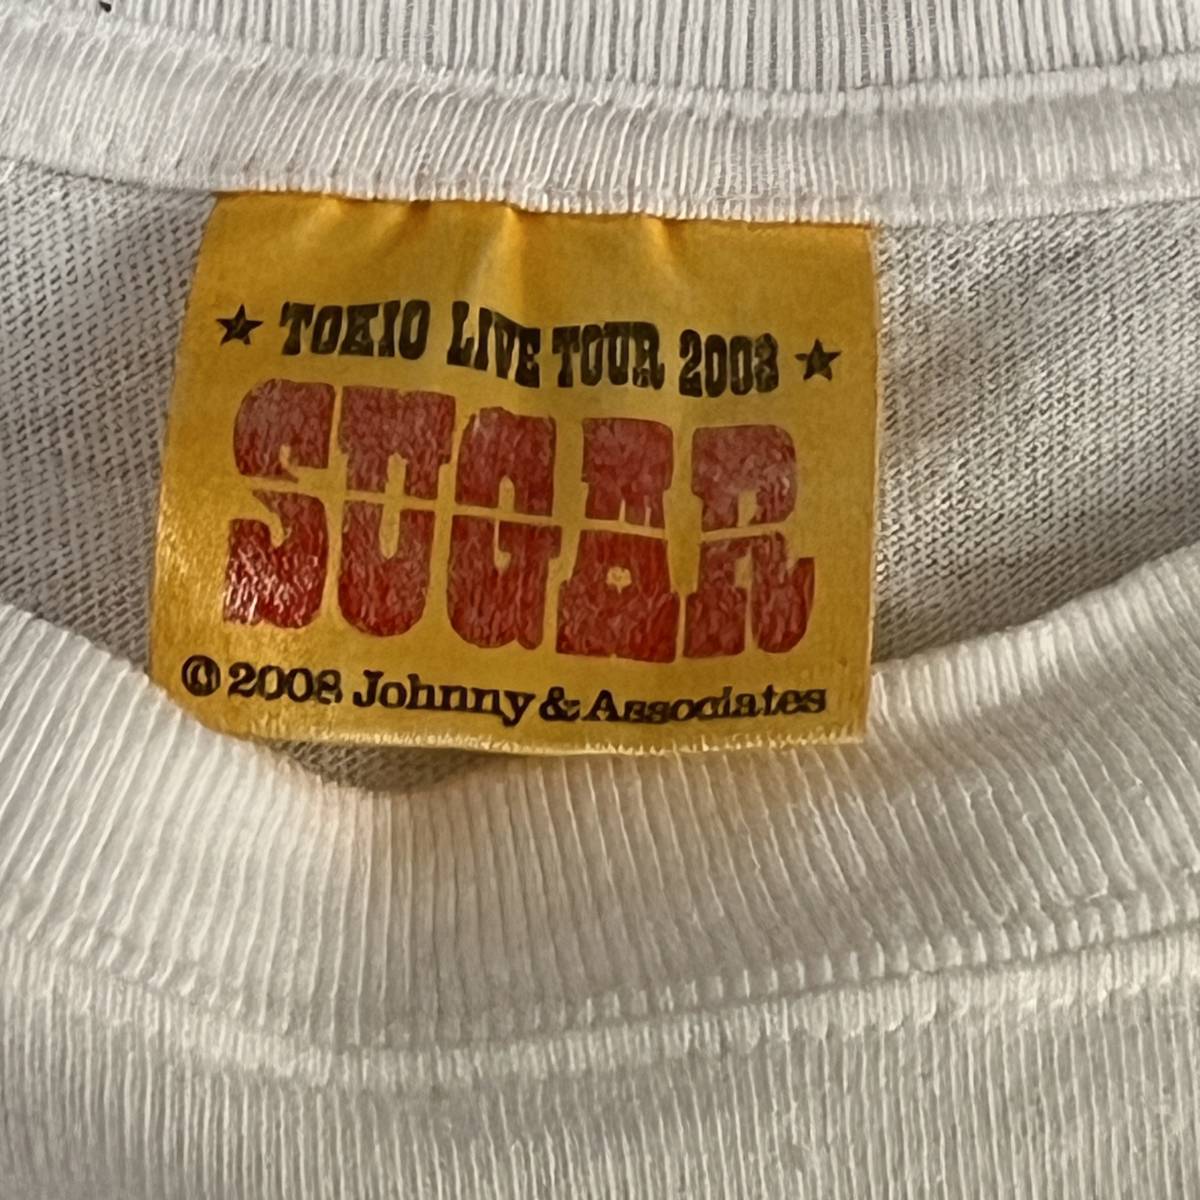 ★ TOKIO LIVE TOUR 2008 ★
SUGAR
© 2008 Johnny & Associates